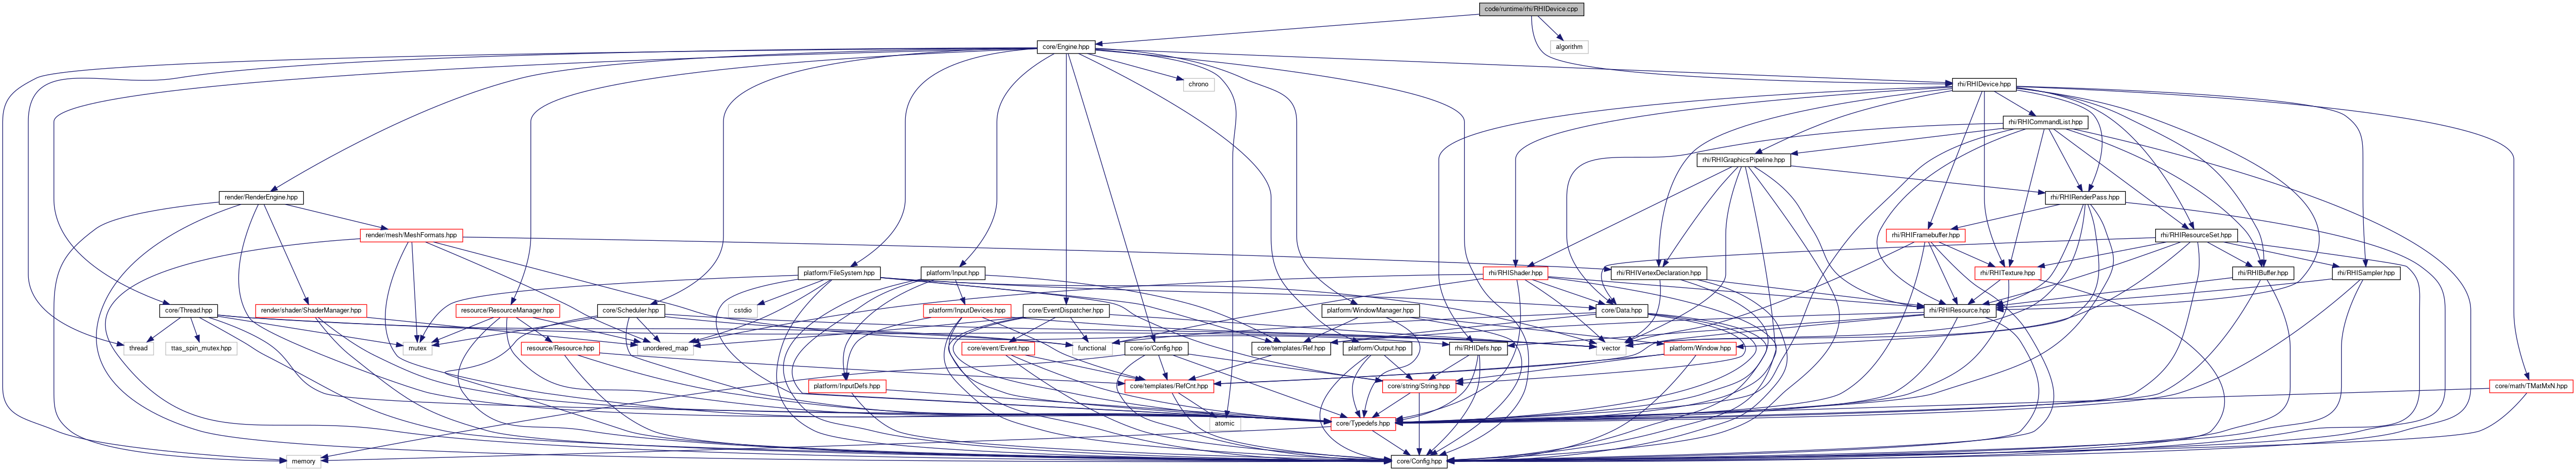 code/runtime/rhi/RHIDevice.cpp
core/Engine.hpp
algorithm
chrono
rhi/RHIDevice.hpp
rhi/RHICommandList.hpp
rhi/RHIGraphicsPipeline.hpp
render/RenderEngine.hpp
rhi/RHIRenderPass.hpp
render/mesh/MeshFormats.hpp
rhi/RHIFramebuffer.hpp
rhi/RHIResourceSet.hpp
platform/FileSystem.hpp
platform/Input.hpp
rhi/RHIVertexDeclaration.hpp
rhi/RHIShader.hpp
rhi/RHITexture.hpp
rhi/RHIBuffer.hpp
rhi/RHISampler.hpp
core/Thread.hpp
render/shader/ShaderManager.hpp
resource/ResourceManager.hpp
core/Scheduler.hpp
cstdio
platform/InputDevices.hpp
core/EventDispatcher.hpp
platform/WindowManager.hpp
core/Data.hpp
rhi/RHIResource.hpp
thread
ttas_spin_mutex.hpp
mutex
resource/Resource.hpp
unordered_map
core/event/Event.hpp
functional
core/io/Config.hpp
core/templates/Ref.hpp
platform/Output.hpp
rhi/RHIDefs.hpp
vector
platform/Window.hpp
platform/InputDefs.hpp
core/templates/RefCnt.hpp
core/string/String.hpp
core/math/TMatMxN.hpp
atomic
core/Typedefs.hpp
memory
core/Config.hpp